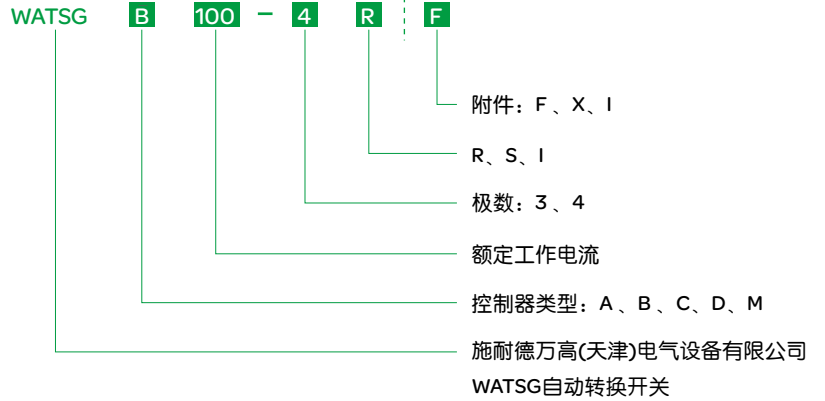 WATSG B 100 - 4 R F
附件：F 、X、I
R、S、I
极数：3 、4
额定工作电流
控制器类型：A 、B 、C、D、M
施耐德万高(天津)电气设备有限公司
WATSG自动转换开关